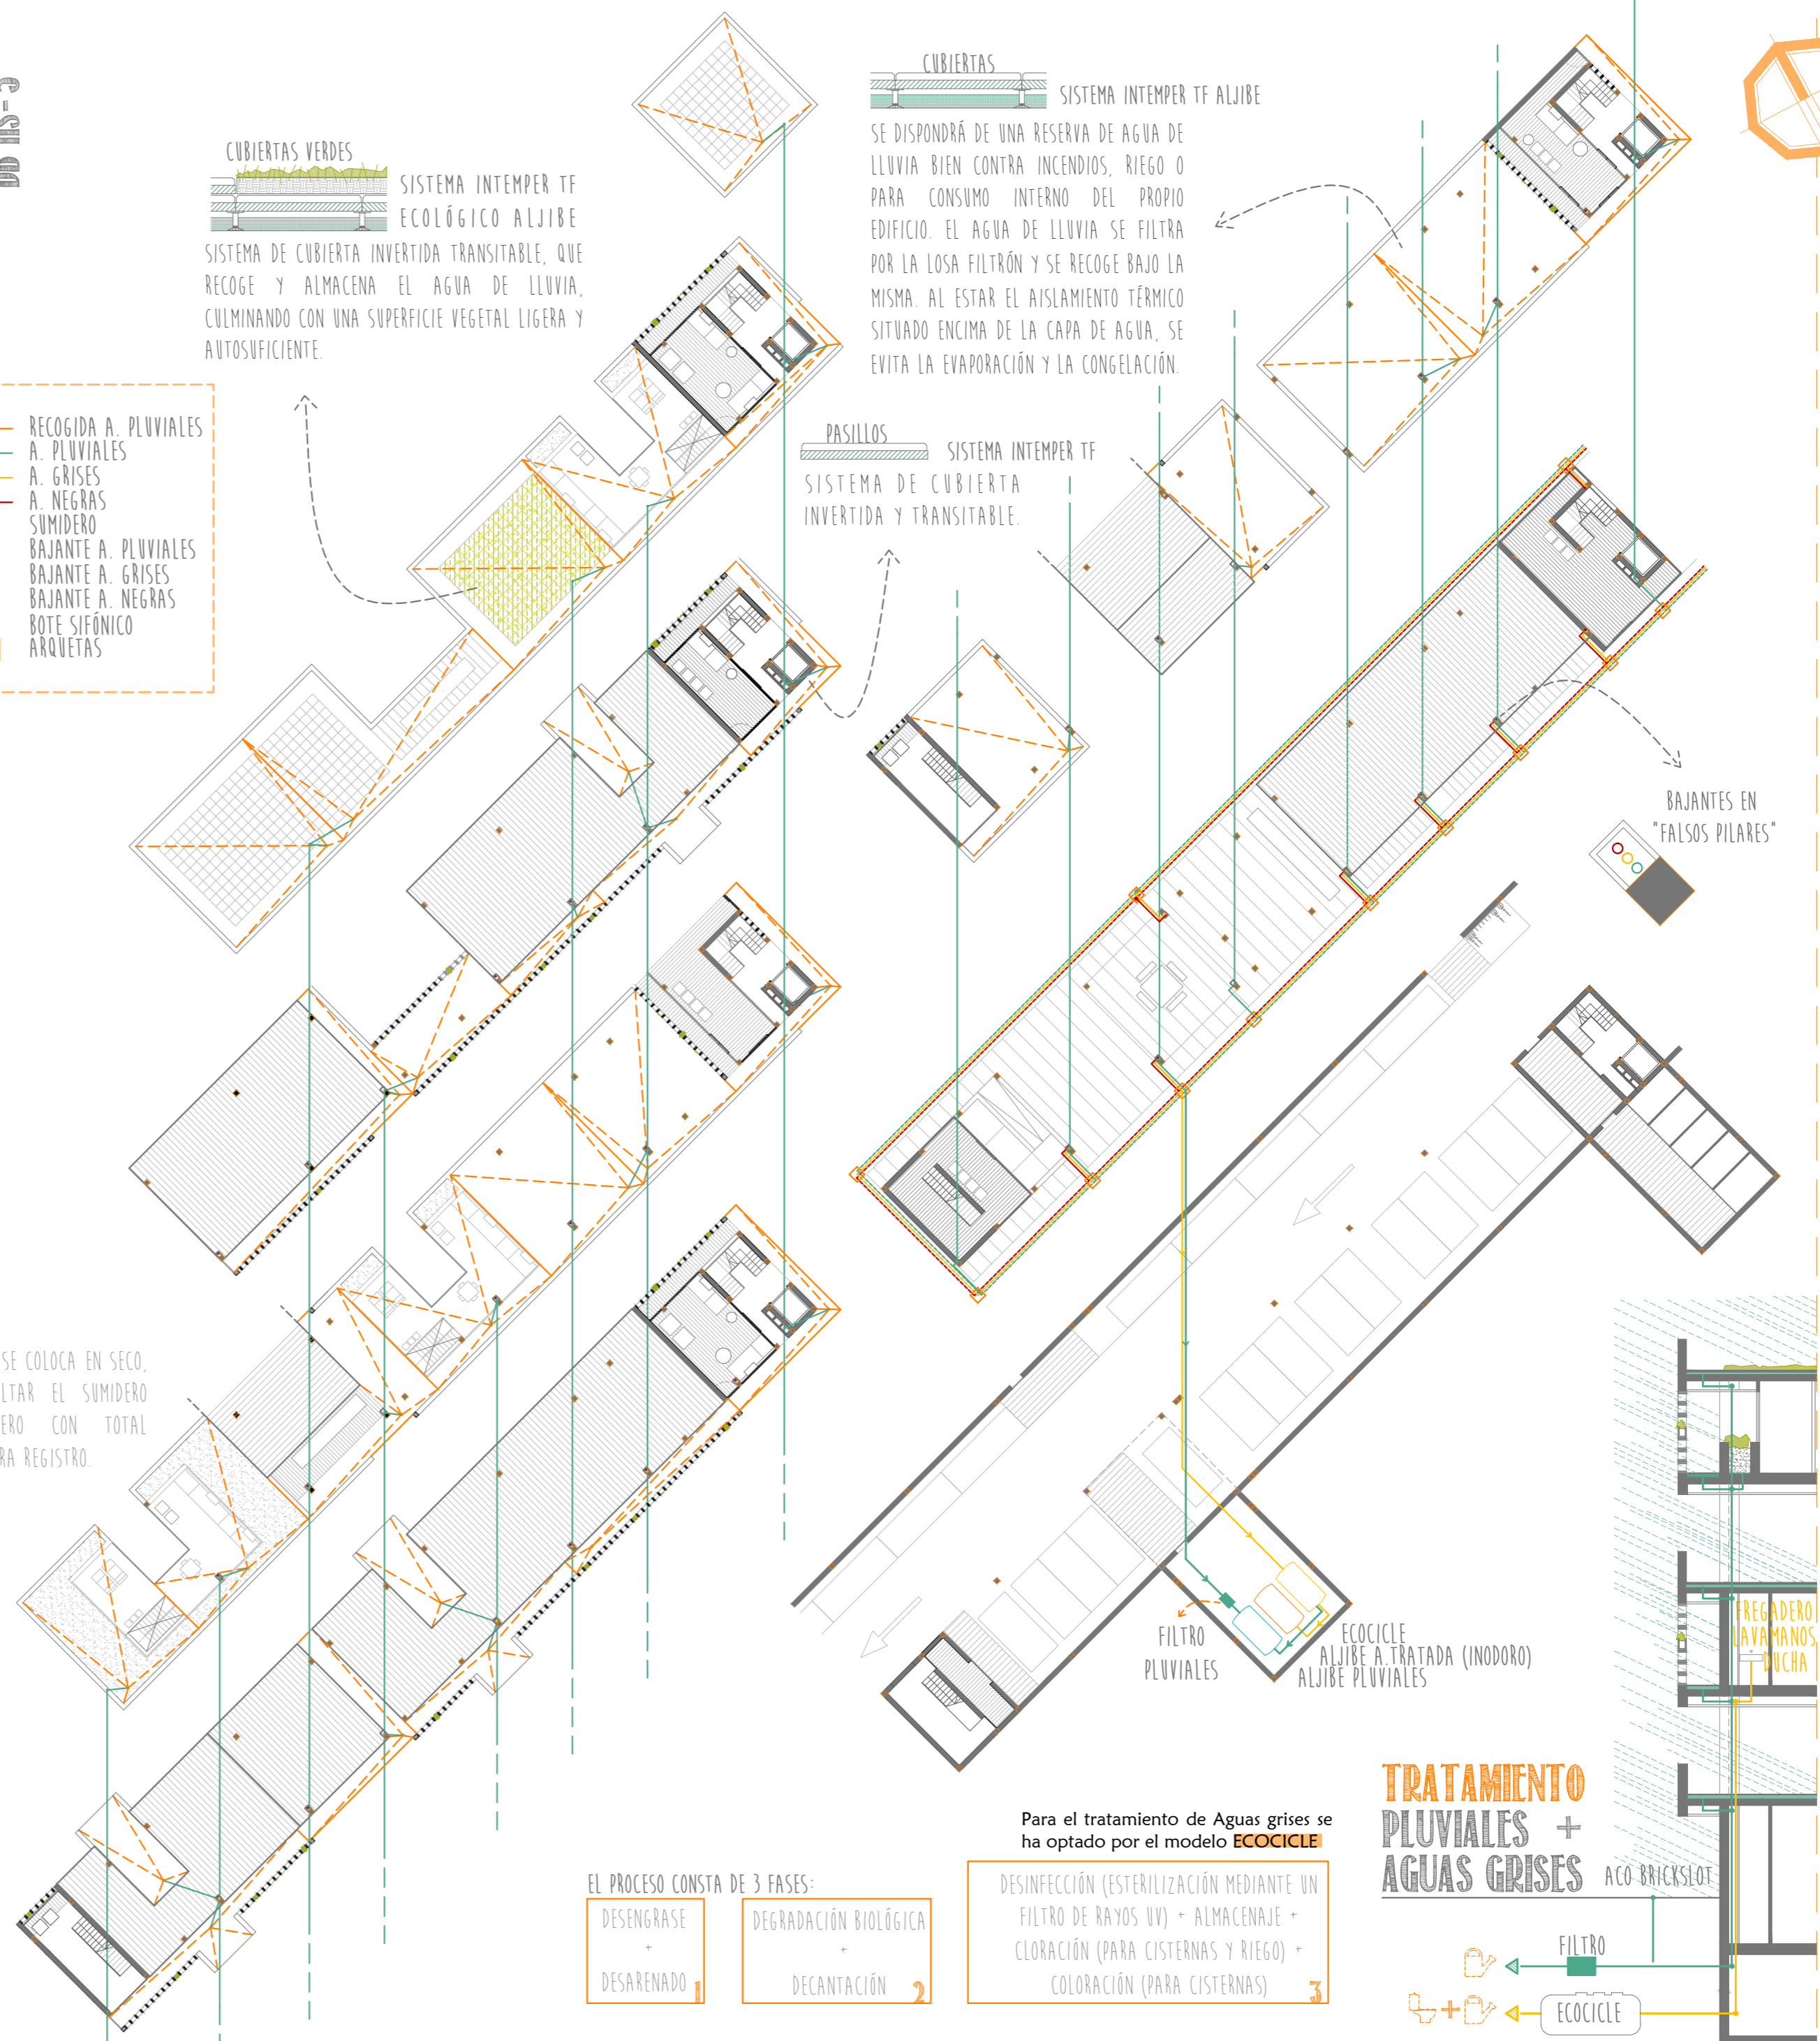 CUBIERTAS VERDES
SISTEMA INTEMPER TF
ECOLÓGICO ALJIBE
SISTEMA DE CUBIERTA INVERTIDA TRANSITABLE, QUE
RECOGE Y ALMACENA EL AGUA DE LLUVIA,
CULMINANDO CON UNA SUPERFICIE VEGETAL LIGERA Y
AUTOSUFICIENTE.
CUBIERTAS
SISTEMA INTEMPER TF ALJIBE
SE DISPONDRÁ DE UNA RESERVA DE AGUA DE
LLUVIA BIEN CONTRA INCENDIOS, RIEGO O
PARA CONSUMO INTERNO DEL PROPIO
EDIFICIO. EL AGUA DE LLUVIA SE FILTRA
POR LA LOSA FILTRÓN Y SE RECOGE BAJO LA
MISMA. AL ESTAR EL AISLAMIENTO TÉRMICO
SITUADO ENCIMA DE LA CAPA DE AGUA, SE
EVITA LA EVAPORACIÓN Y LA CONGELACIÓN.
RECOGIDA A. PLUVIALES
A. PLUVIALES
A. GRISES
A. NEGRAS
SUMIDERO
BAJANTE A. PLUVIALES
BAJANTE A. GRISES
BAJANTE A. NEGRAS
BOTE SIFÓNICO
ARQUETAS
PASILLOS
SISTEMA INTEMPER TF
SISTEMA DE CUBIERTA
INVERTIDA Y TRANSITABLE.
BAJANTES EN
"FALSOS PILARES"
SE COLOCA EN SECO,
LTAR EL SUMIDERO
ERO CON TOTAL
RA REGISTRO.
FILTRO
PLUVIALES
ECOCICLE
ALJIBE A.TRATADA (INODORO)
ALJIBE PLUVIALES
FREGADERO
LAVAMANOS
DUCHA
Para el tratamiento de Aguas grises se
ha optado por el modelo ECOCICLE
EL PROCESO CONSTA DE 3 FASES:
DESENGRASE
+
DESARENADO
1
DEGRADACIÓN BIOLÓGICA
+
DECANTACIÓN
2
DESINFECCIÓN (ESTERILIZACIÓN MEDIANTE UN
FILTRO DE RAYOS UV) + ALMACENAJE +
CLORACIÓN (PARA CISTERNAS Y RIEGO) +
COLORACIÓN (PARA CISTERNAS)
3
TRATAMIENTO
PLUVIALES +
AGUAS GRISES
ACO BRICKSLOT
FILTRO
+
ECOCICLE